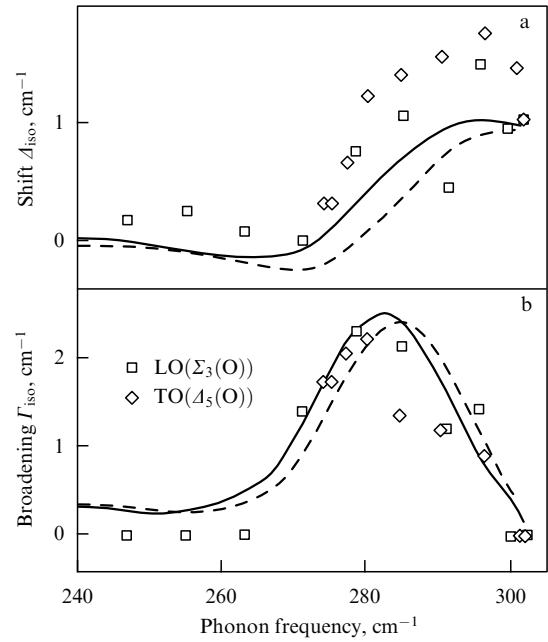 a
Shift Δiso, cm⁻¹
1
0
b
Broadening Γiso, cm⁻¹
2
1
0
LO(Σ₃(O))
TO(Δ₅(O))
240 260 280 300
Phonon frequency, cm⁻¹